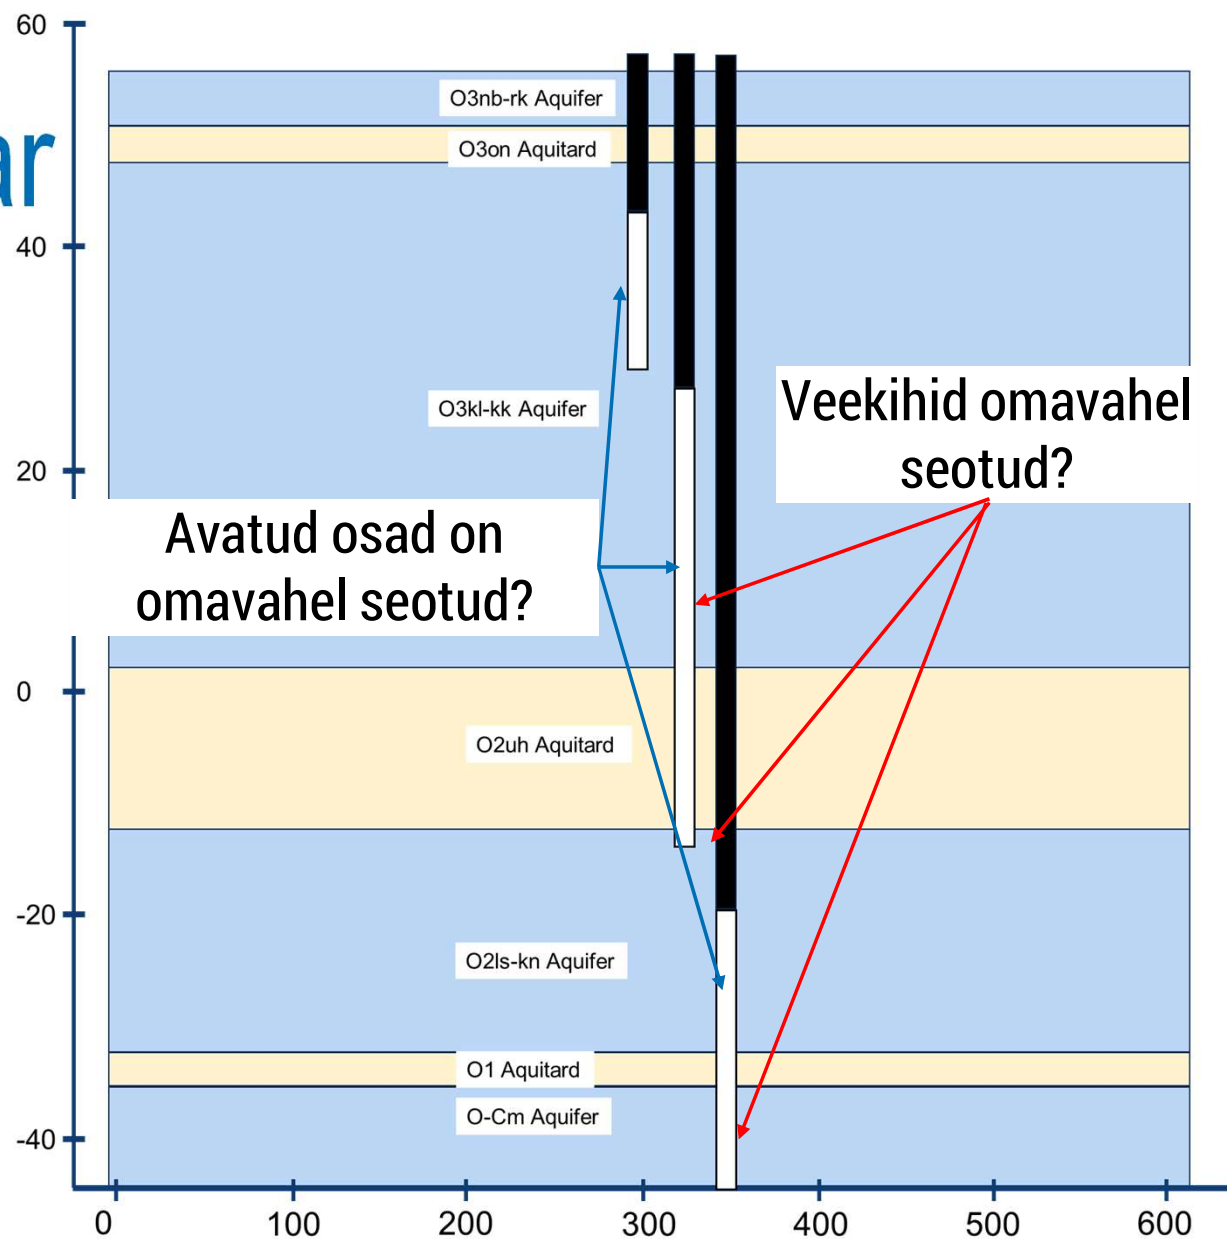 60
O3nb-rk Aquifer
ar
O3on Aquitard
40
Veekihid omavahel
seotud?
O3kl-kk Aquifer
20
Avatud osad on
omavahel seotud?
0
O2uh Aquitard
-20
O2ls-kn Aquifer
O1 Aquitard
O-Cm Aquifer
-40
0 100 200 300 400 500 600